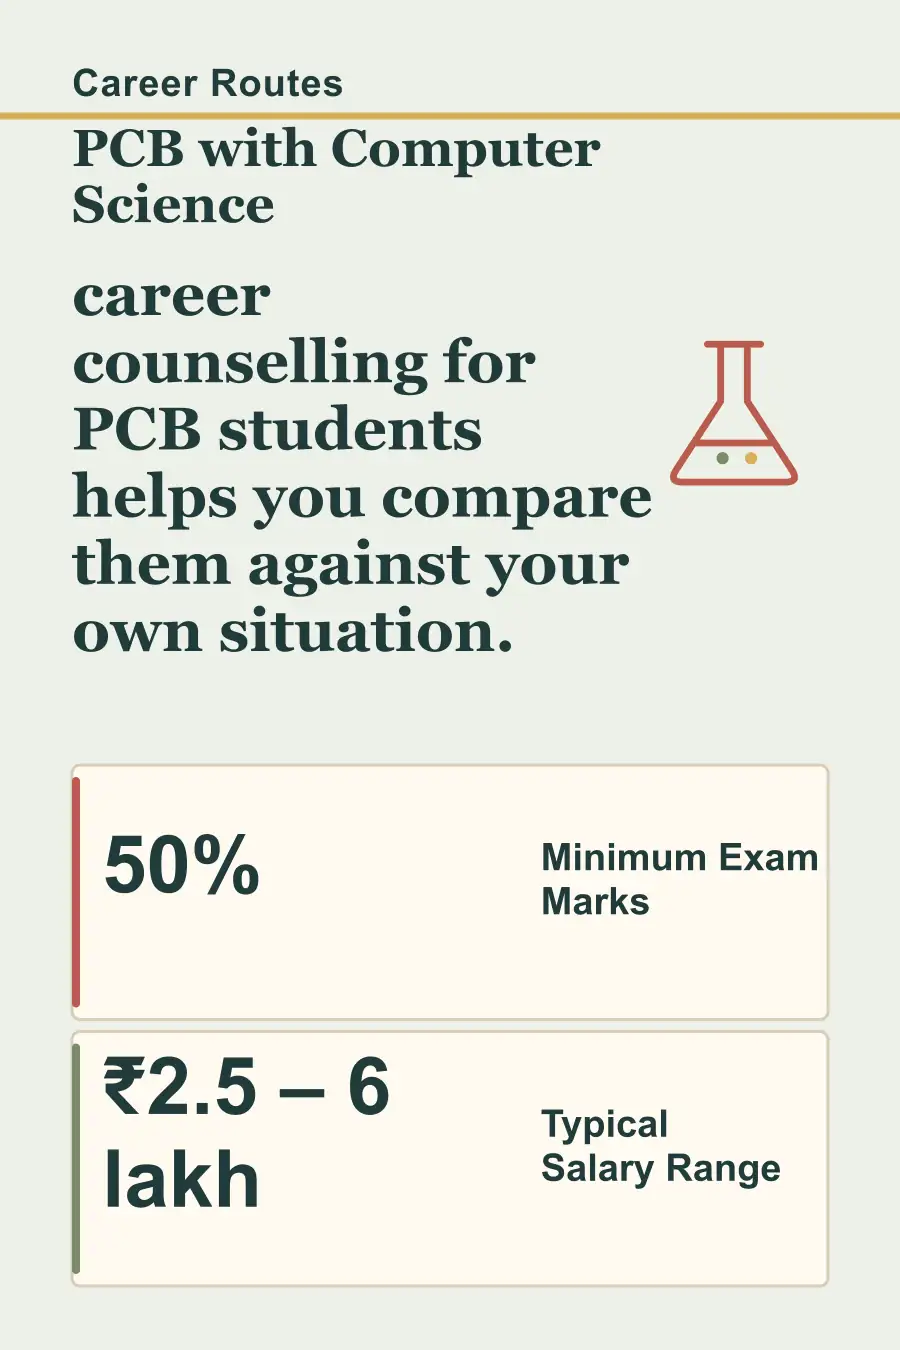 Career Routes
PCB with Computer
Science
career
counselling for
PCB students
helps you compare
them against your
own situation.
50%
Minimum Exam
Marks
₹2.5 – 6
lakh
Typical
Salary Range